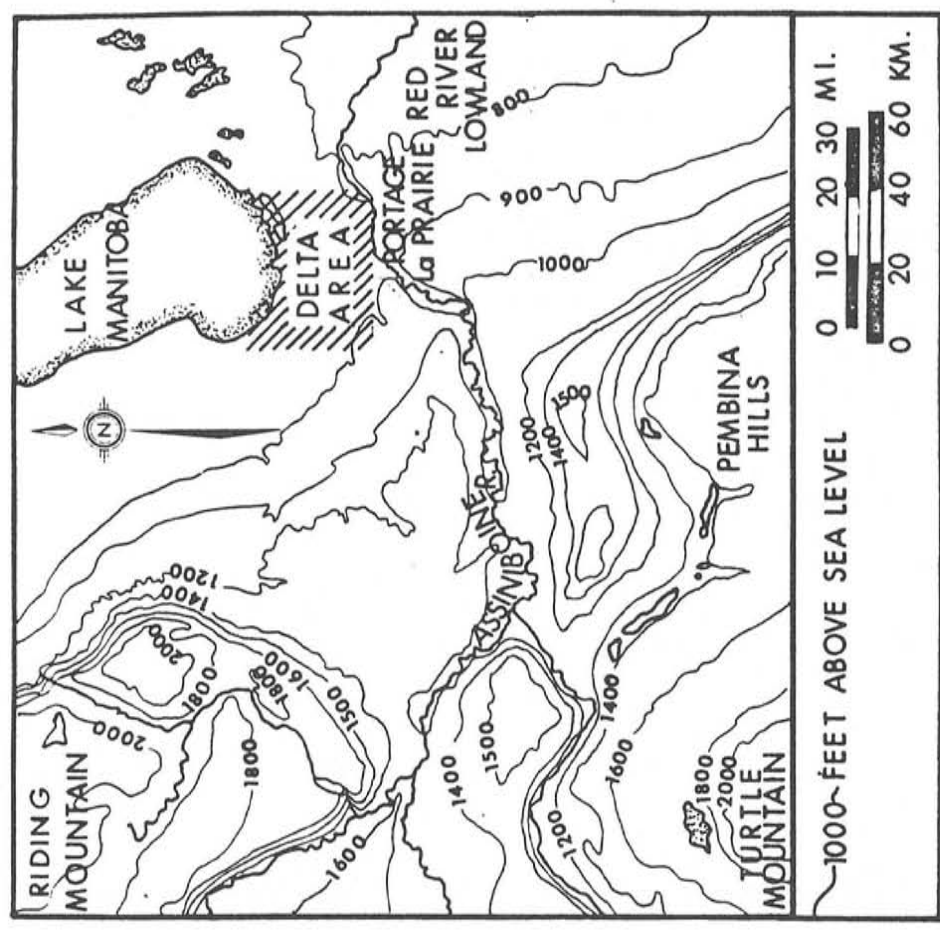 RIDING
MOUNTAIN
LAKE
MANITOBA
N
DELTA
AREA
PORTAGE
La PRAIRIE
RED
RIVER
LOWLAND
ASSINIB
INER.
PEMBINA
HILLS
TURTLE
MOUNTAIN
2000
2000
1800
1800
1800
1600
1500
1400
1200
1600
1400
1500
1200
1400
1600
1800
2000
1200
1400
1500
1000
900
800
1000-FEET ABOVE SEA LEVEL
0 10 20 30 MI.
0 20 40 60 KM.